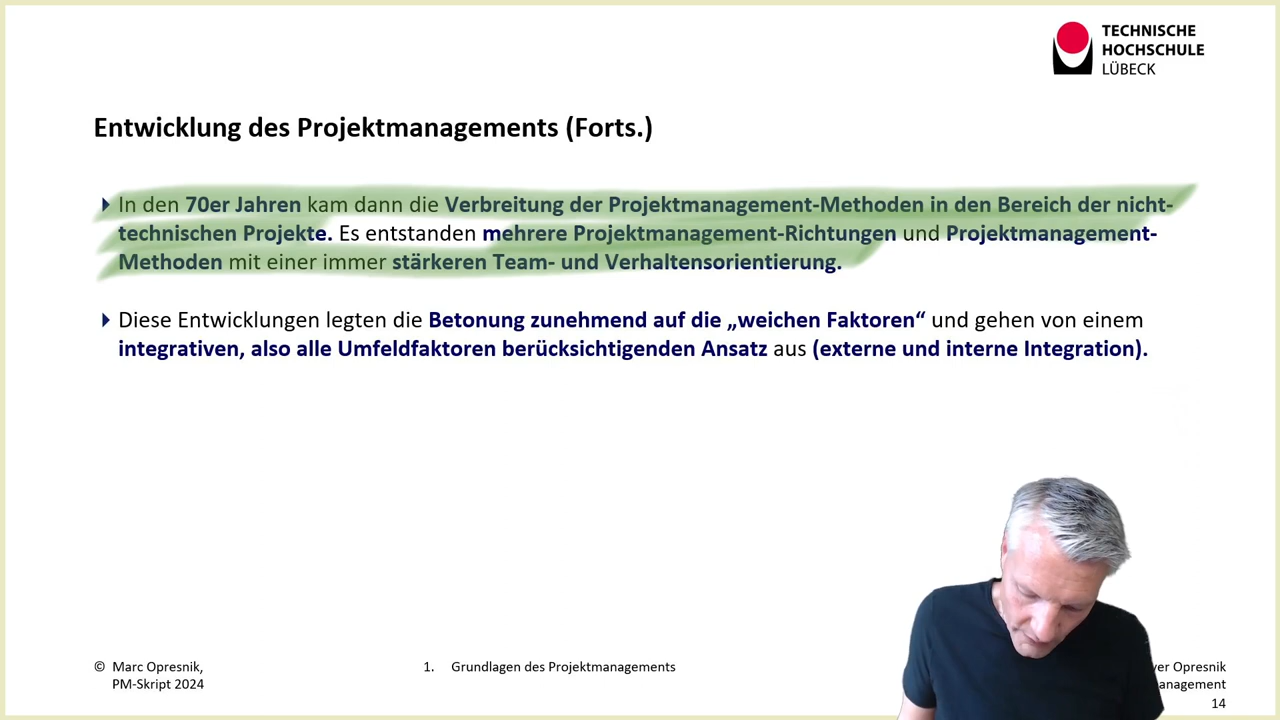 TECHNISCHE
HOCHSCHULE
LÜBECK
Entwicklung des Projektmanagements (Forts.)
In den 70er Jahren kam dann die Verbreitung der Projektmanagement-Methoden in den Bereich der nicht-
technischen Projekte. Es entstanden mehrere Projektmanagement-Richtungen und Projektmanagement-
Methoden mit einer immer stärkeren Team- und Verhaltensorientierung.
Diese Entwicklungen legten die Betonung zunehmend auf die „weichen Faktoren“ und gehen von einem
integrativen, also alle Umfeldfaktoren berücksichtigenden Ansatz aus (externe und interne Integration).
© Marc Opresnik,
PM-Skript 2024
1. Grundlagen des Projektmanagements
Opresnik
14